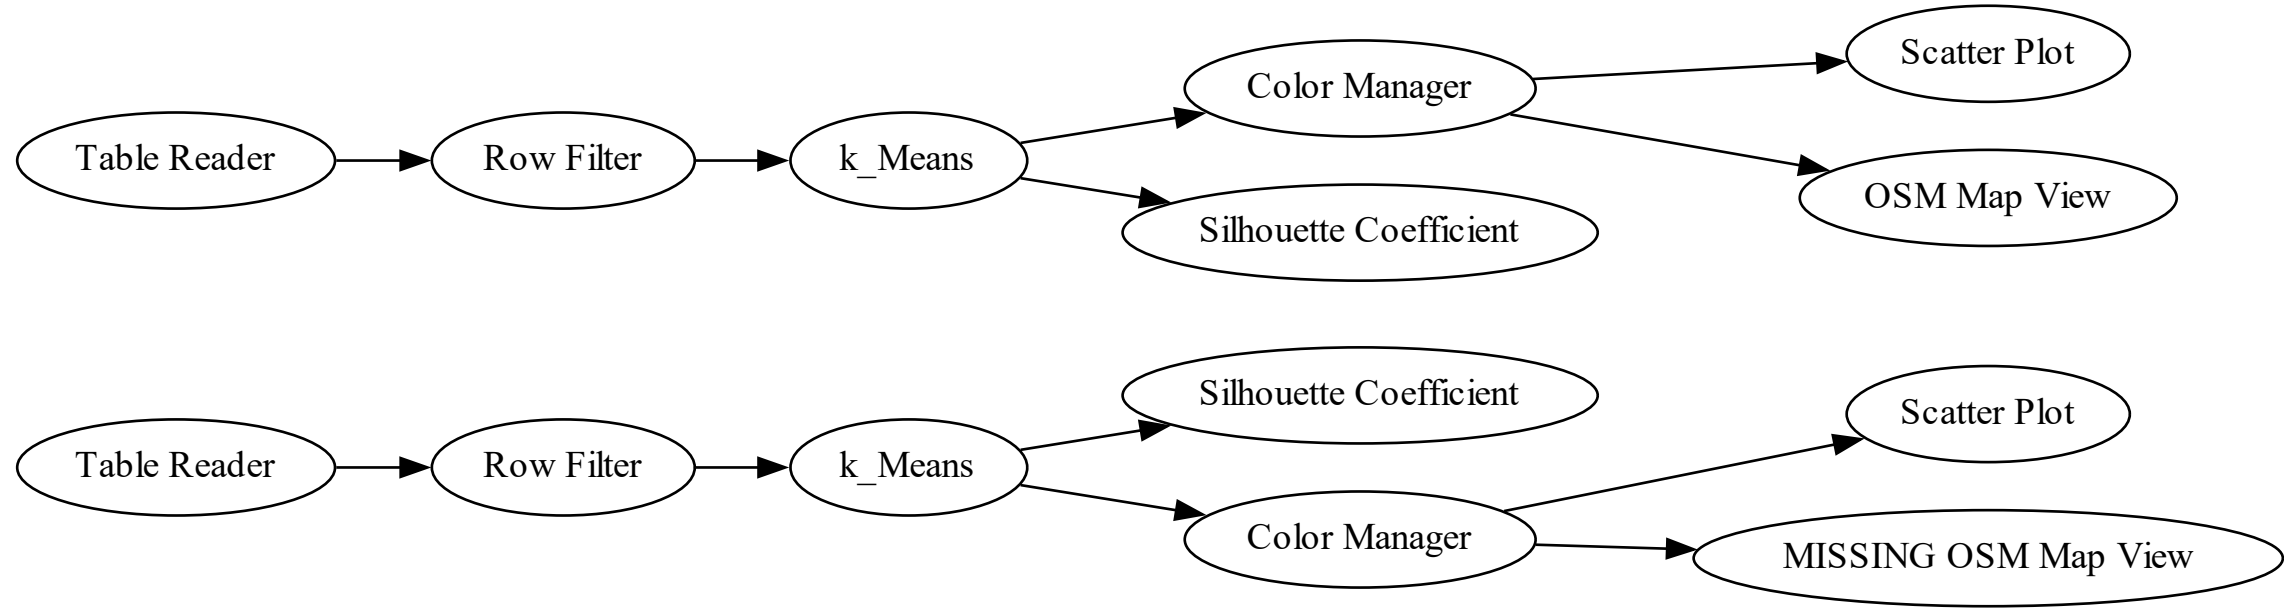 Table Reader
Row Filter
k_Means
Color Manager
Silhouette Coefficient
Scatter Plot
OSM Map View
Table Reader
Row Filter
k_Means
Silhouette Coefficient
Color Manager
Scatter Plot
MISSING OSM Map View